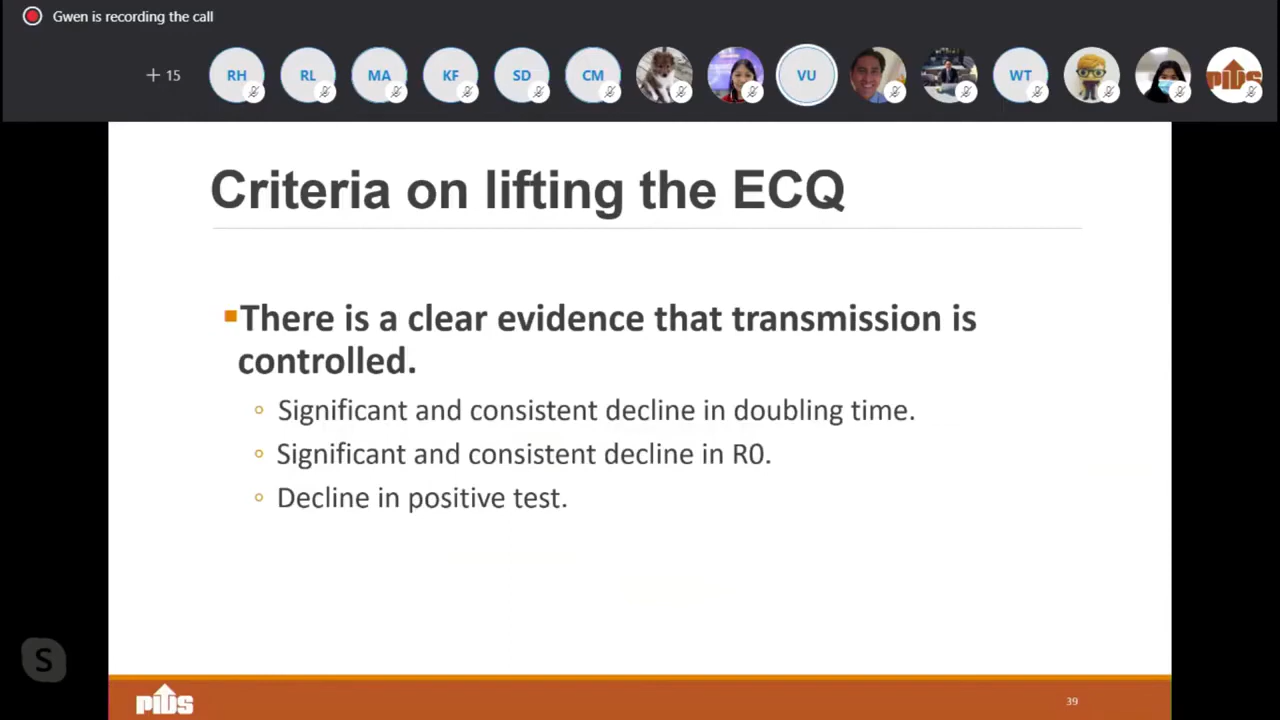 Gwen is recording the call
+ 15
RH
RL
MA
KF
SD
CM
VU
WT
PIDS
Criteria on lifting the ECQ
There is a clear evidence that transmission is
controlled.
Significant and consistent decline in doubling time.
Significant and consistent decline in R0.
Decline in positive test.
S
PIDS
39